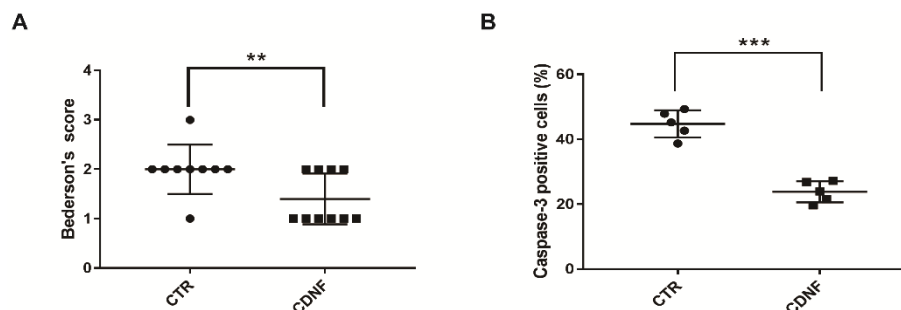 A
Bederson's score
4
3
2
1
0
**
CTR
CDNF
B
Caspase-3 positive cells (%)
60
40
20
0
***
CTR
CDNF